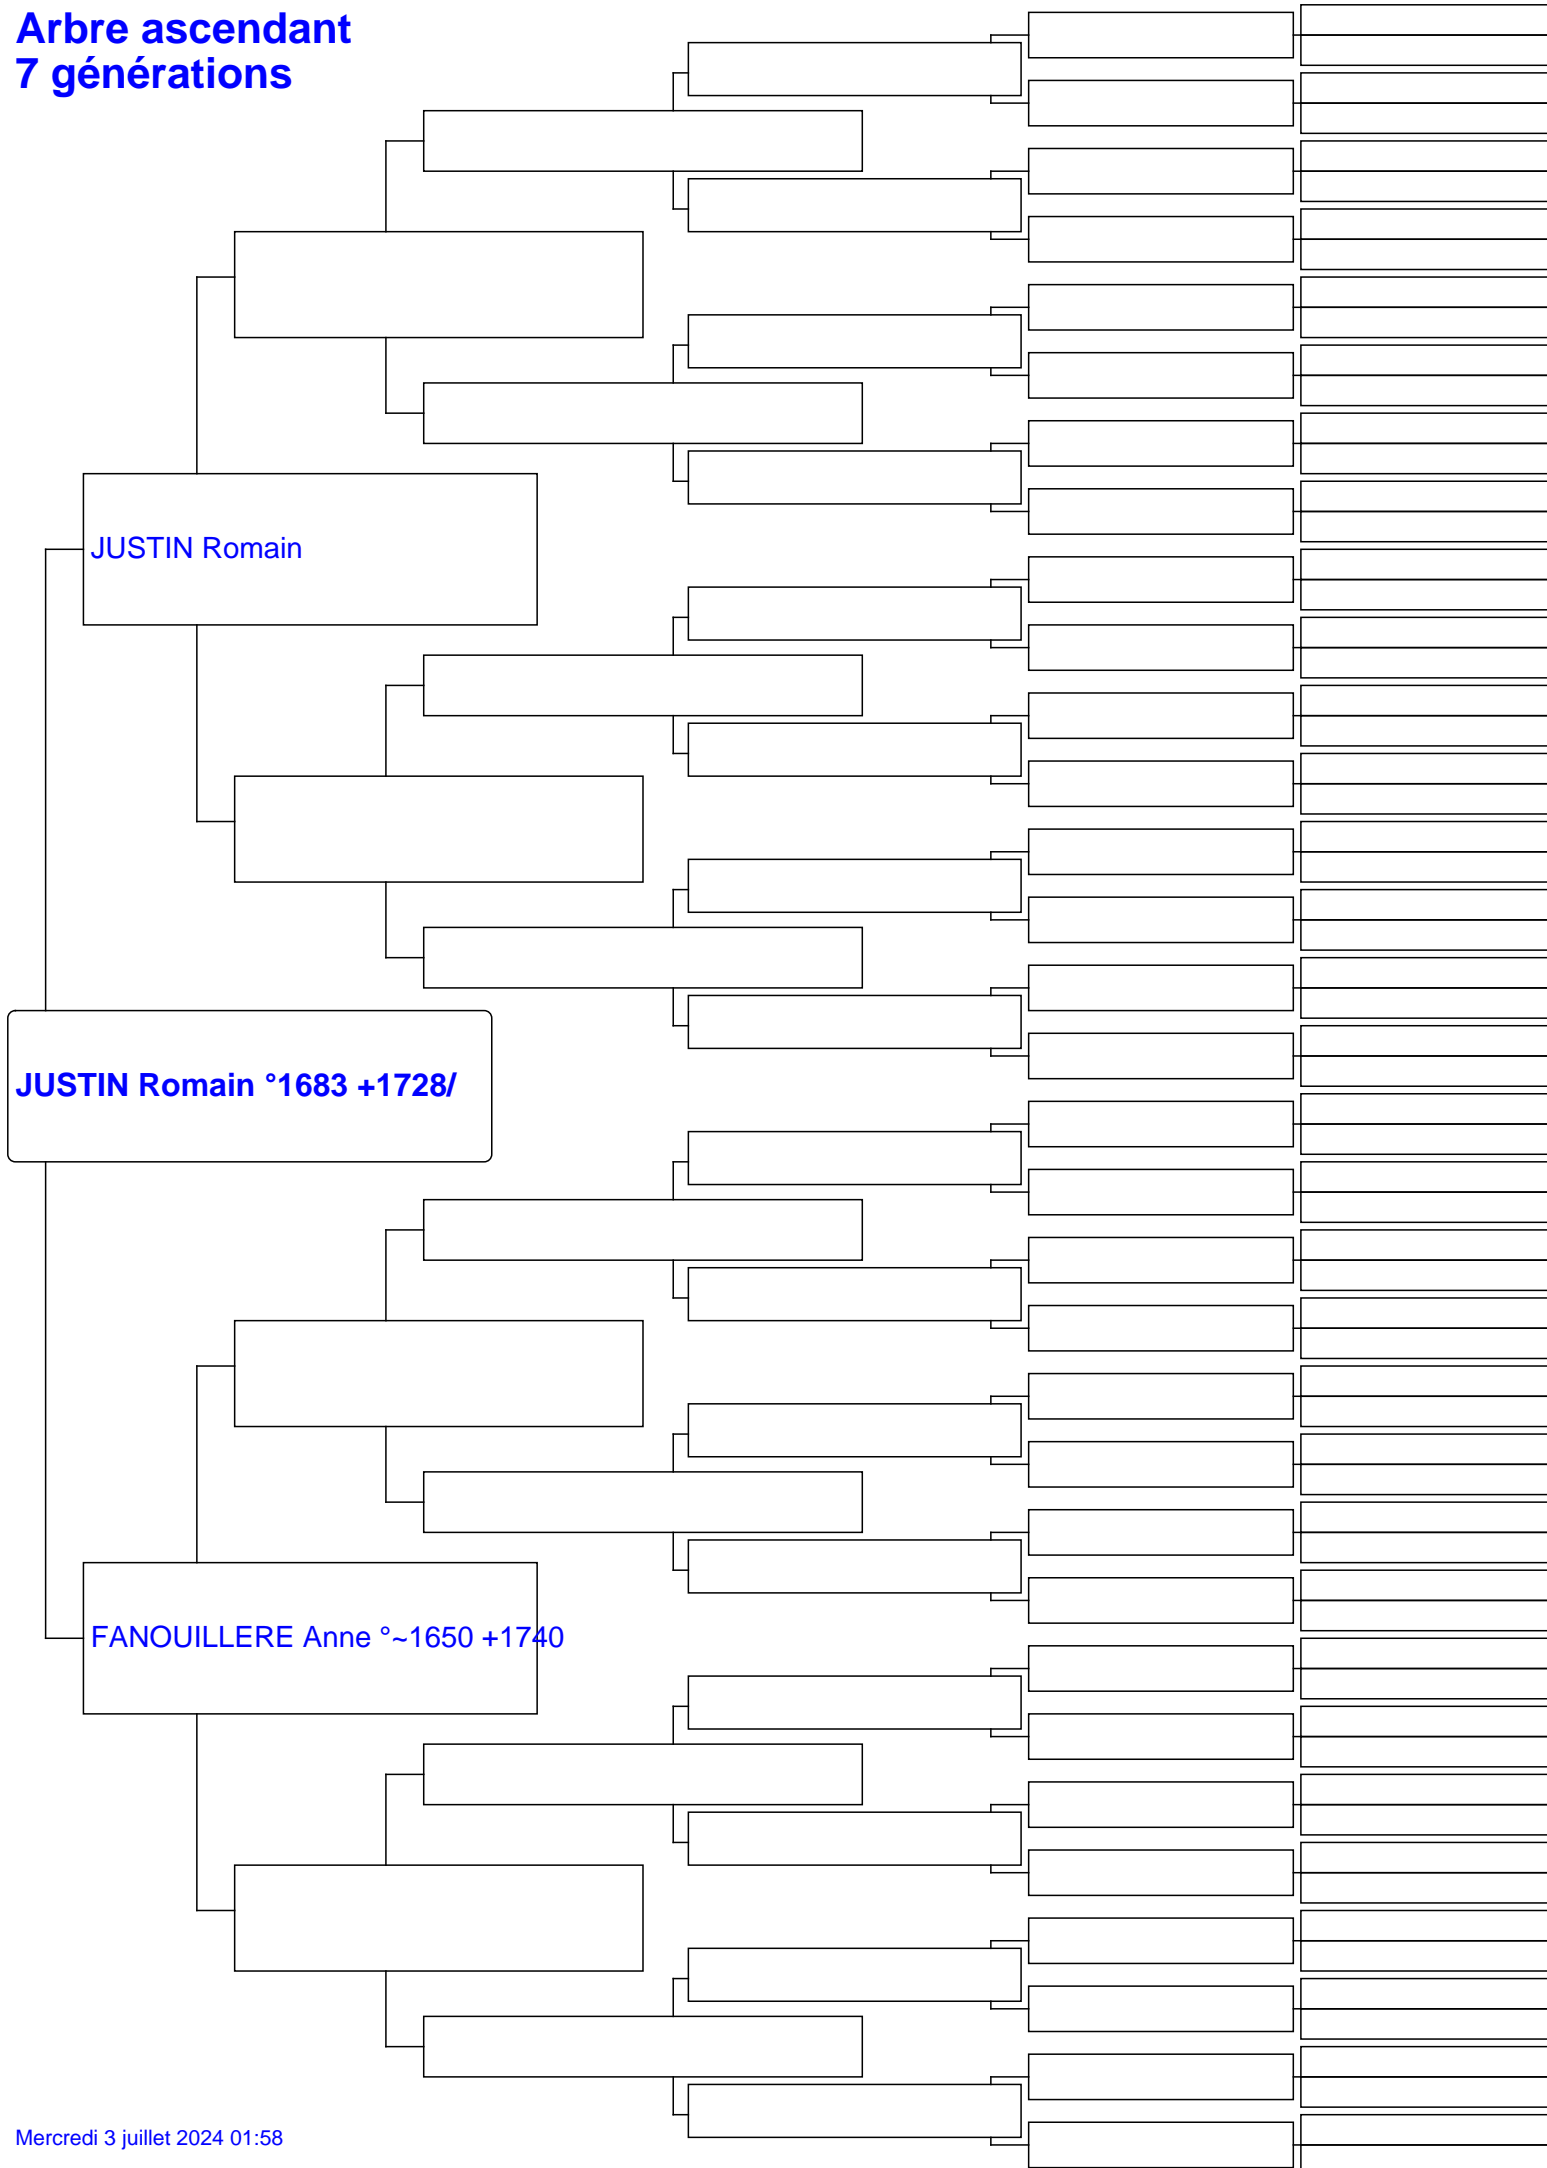 Arbre ascendant
7 générations
JUSTIN Romain
JUSTIN Romain °1683 +1728/
FANOUILLERE Anne °~1650 +1740
Mercredi 3 juillet 2024 01:58